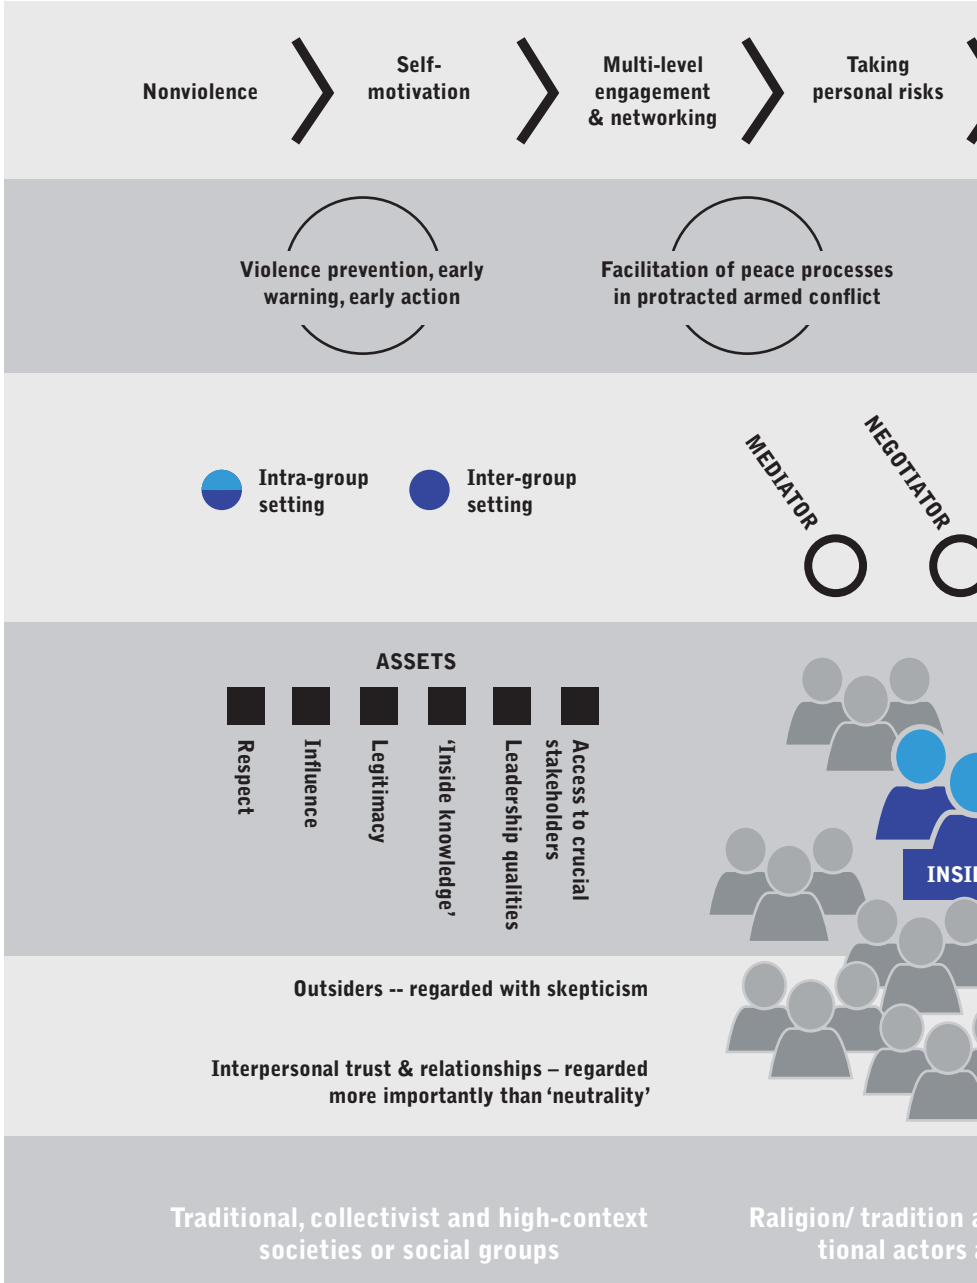 Nonviolence
Self-
motivation
Multi-level
engagement
& networking
Taking
personal risks
Violence prevention, early
warning, early action
Facilitation of peace processes
in protracted armed conflict
Intra-group
setting
Inter-group
setting
MEDIATOR
NEGOTIATOR
ASSETS
Respect
Influence
Legitimacy
‘Inside knowledge’
Leadership qualities
Access to crucial
stakeholders
Outsiders -- regarded with skepticism
Interpersonal trust & relationships – regarded
more importantly than ‘neutrality’
Traditional, collectivist and high-context
societies or social groups
Raligion/ tradition
tional actors